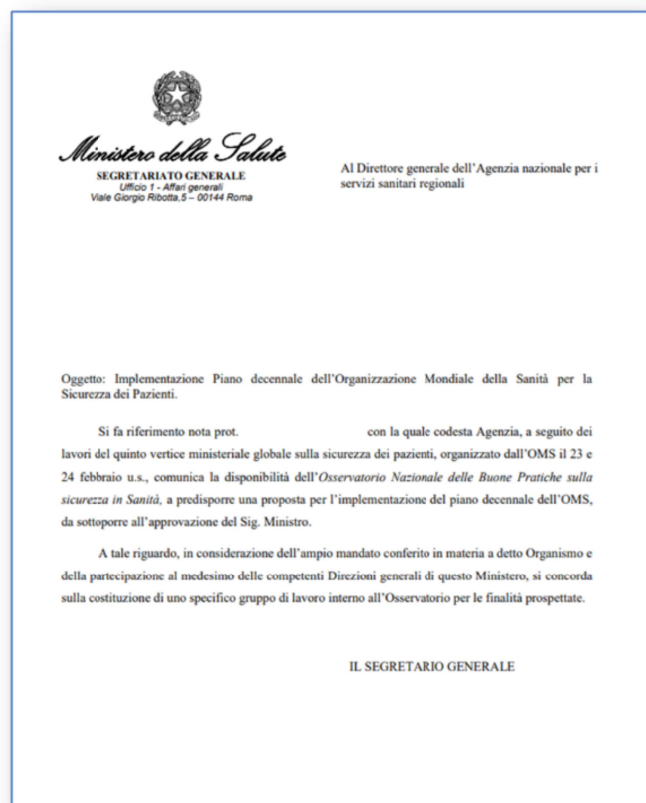 Ministero della Salute
SEGRETARIATO GENERALE
Ufficio 1 - Affari generali
Viale Giorgio Ribotta,5 – 00144 Roma
Al Direttore generale dell'Agenzia nazionale per i
servizi sanitari regionali
Oggetto: Implementazione Piano decennale dell'Organizzazione Mondiale della Sanità per la
Sicurezza dei Pazienti.
Si fa riferimento nota prot. con la quale codesta Agenzia, a seguito dei
lavori del quinto vertice ministeriale globale sulla sicurezza dei pazienti, organizzato dall'OMS il 23 e
24 febbraio u.s., comunica la disponibilità dell'Osservatorio Nazionale delle Buone Pratiche sulla
sicurezza in Sanità, a predisporre una proposta per l'implementazione del piano decennale dell'OMS,
da sottoporre all'approvazione del Sig. Ministro.
A tale riguardo, in considerazione dell'ampio mandato conferito in materia a detto Organismo e
della partecipazione al medesimo delle competenti Direzioni generali di questo Ministero, si concorda
sulla costituzione di uno specifico gruppo di lavoro interno all'Osservatorio per le finalità prospettate.
IL SEGRETARIO GENERALE